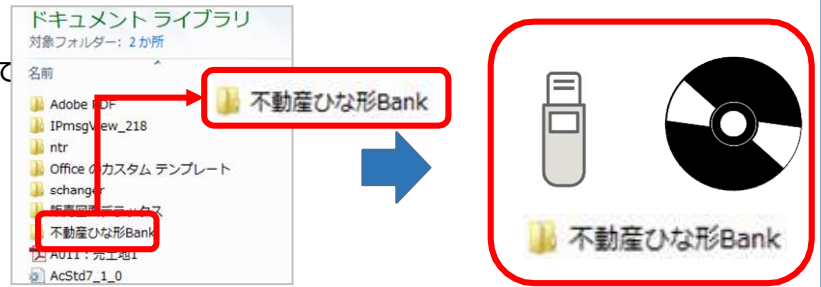 ドキュメント ライブラリ
対象フォルダー: 2 か所
名前
Adobe PDF
IPmsgView_218
ntr
Office のカスタム テンプレート
schanger
不動産ひな形Bank
AcStd7_1_0
不動産ひな形Bank
不動産ひな形Bank